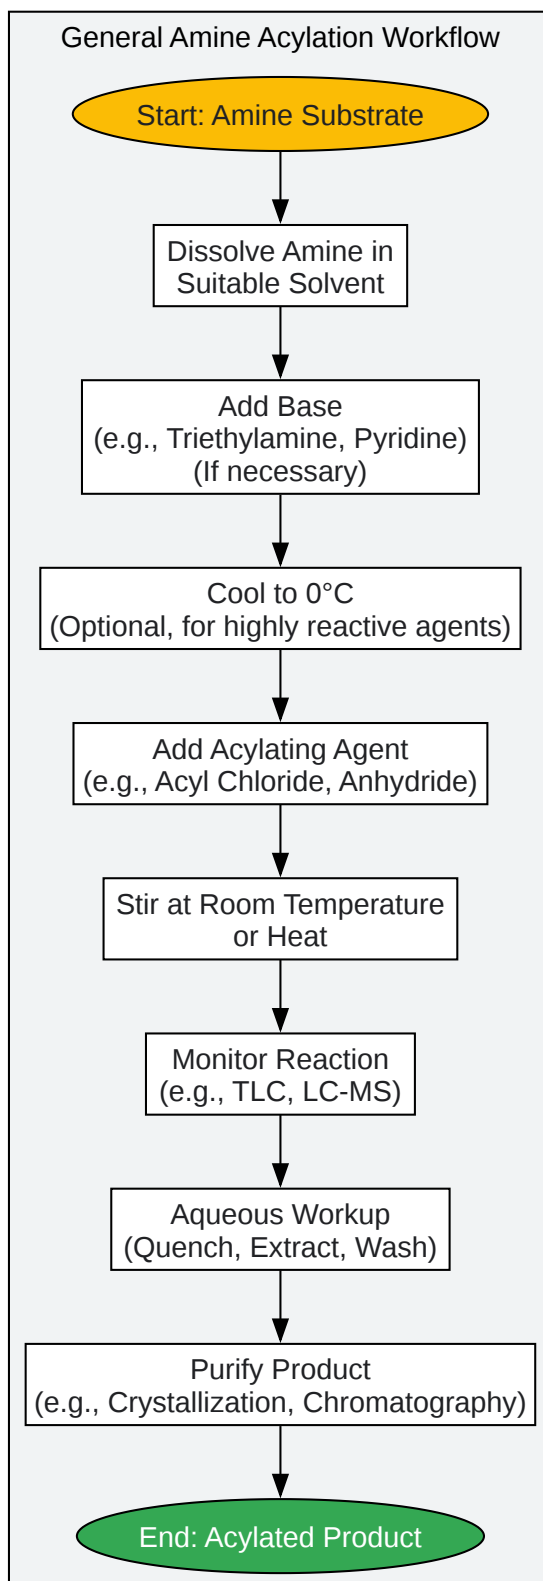 General Amine Acylation Workflow
Start: Amine Substrate
Dissolve Amine in
Suitable Solvent
Add Base
(e.g., Triethylamine, Pyridine)
(If necessary)
Cool to 0°C
(Optional, for highly reactive agents)
Add Acylating Agent
(e.g., Acyl Chloride, Anhydride)
Stir at Room Temperature
or Heat
Monitor Reaction
(e.g., TLC, LC-MS)
Aqueous Workup
(Quench, Extract, Wash)
Purify Product
(e.g., Crystallization, Chromatography)
End: Acylated Product